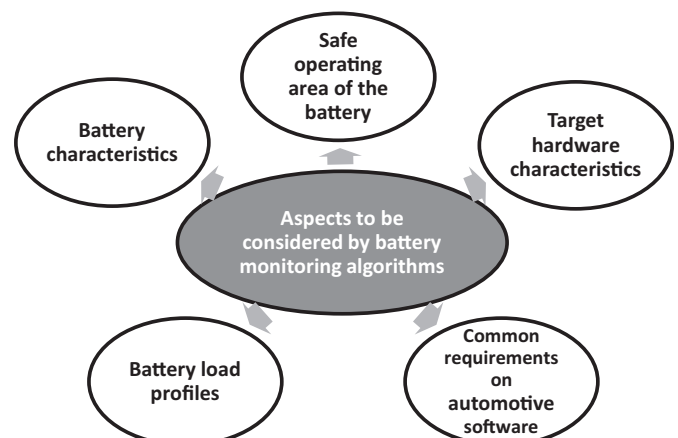 Safe
operating
area of the
battery
Battery
characteristics
Target
hardware
characteristics
Aspects to be
considered by battery
monitoring algorithms
Battery load
profiles
Common
requirements
on
automotive
software